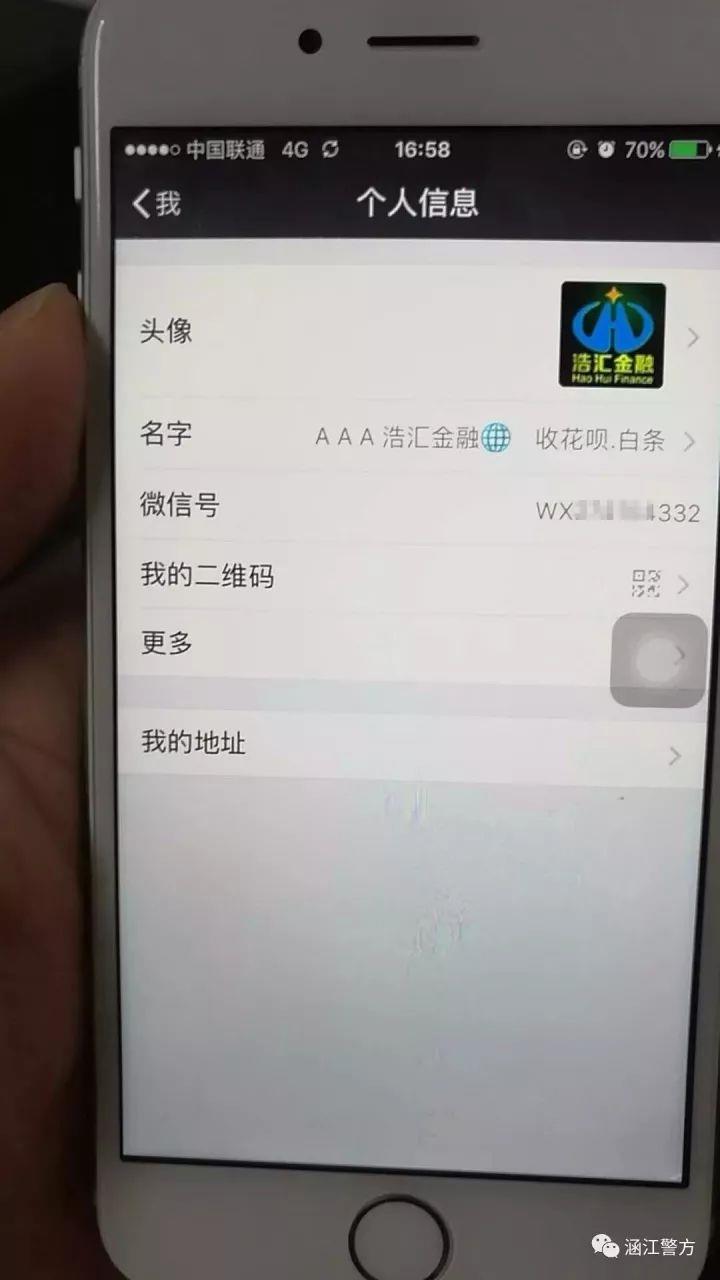 中国联通 4G 16:58 70%
我 个人信息
头像
浩汇金融
Hao Hui Finance
名字 A A A 浩汇金融 收花呗.白条
微信号 WX 332
我的二维码
更多
我的地址
涵江警方